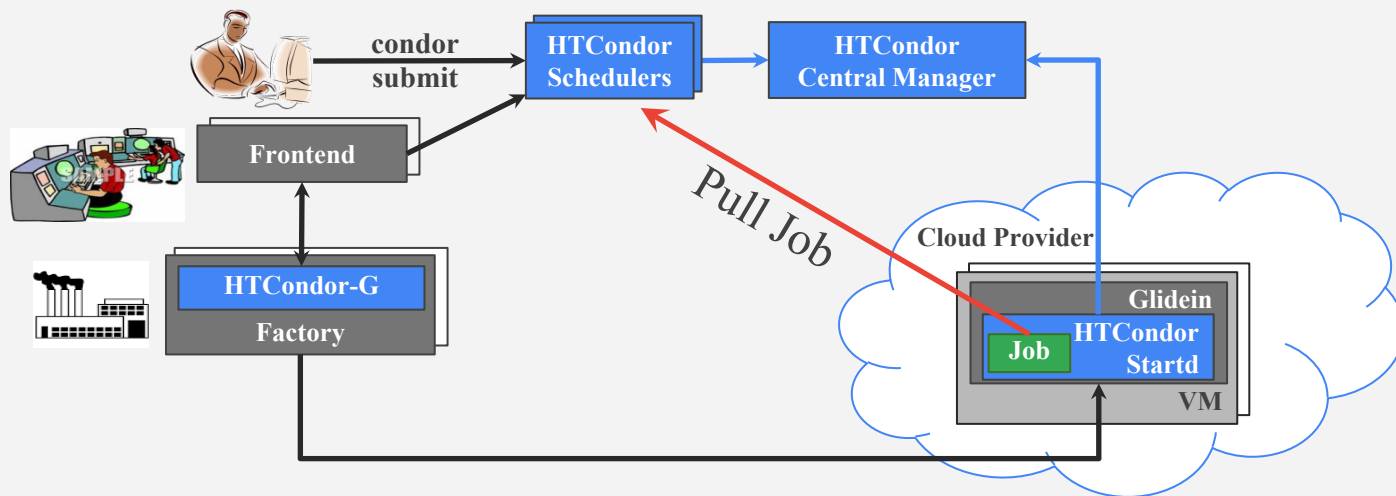 condor
submit
HTCondor
Schedulers
HTCondor
Central Manager
Frontend
SAMPLE
Pull Job
Cloud Provider
HTCondor-G
Factory
Glidein
HTCondor
Startd
Job
VM